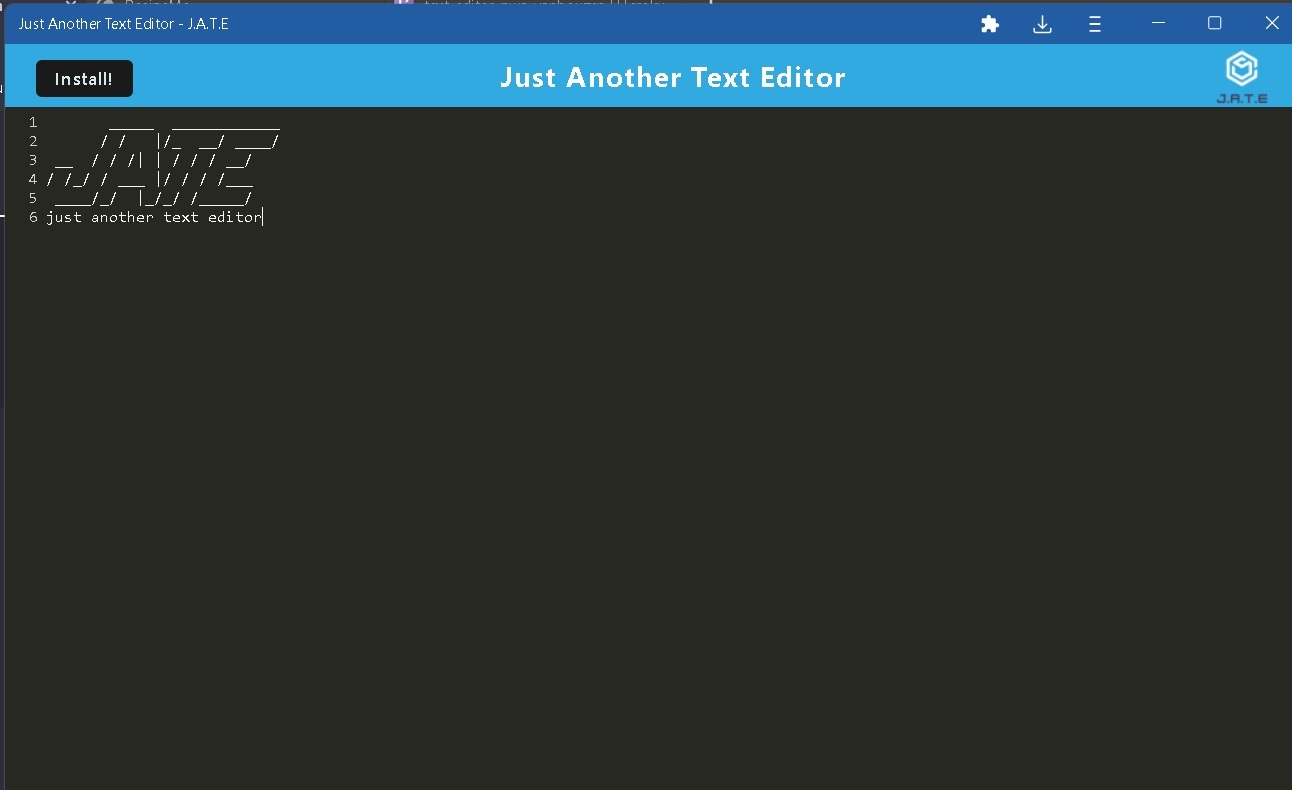 Just Another Text Editor - J.A.T.E
Install!
Just Another Text Editor
J.A.T.E
1       _____  ____________
2      / /   |/_  __/ ____/
3 __  / / /| | / / / __/
4 / /_/ / ___ |/ / / /___
5 ____/_/  |_/_/ /_____/
6 just another text editor